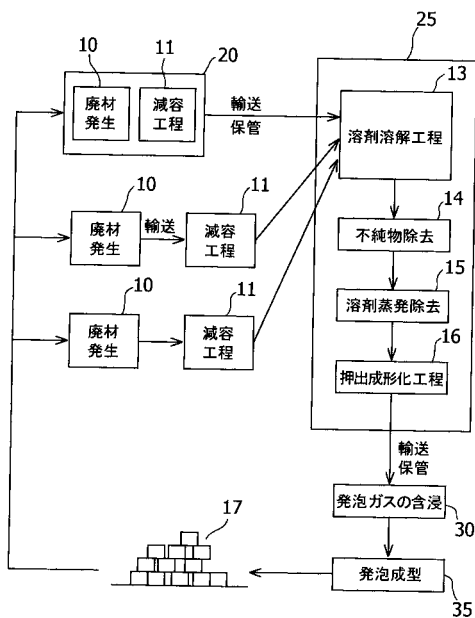 25
10
11
20
13
廃材
発生
減容
工程
輸送
保管
溶剤溶解工程
10
11
14
廃材
発生
輸送
減容
工程
不純物除去
15
10
11
溶剤蒸発除去
廃材
発生
減容
工程
16
押出成形化工程
輸送
保管
17
発泡ガスの含浸
30
発泡成型
35